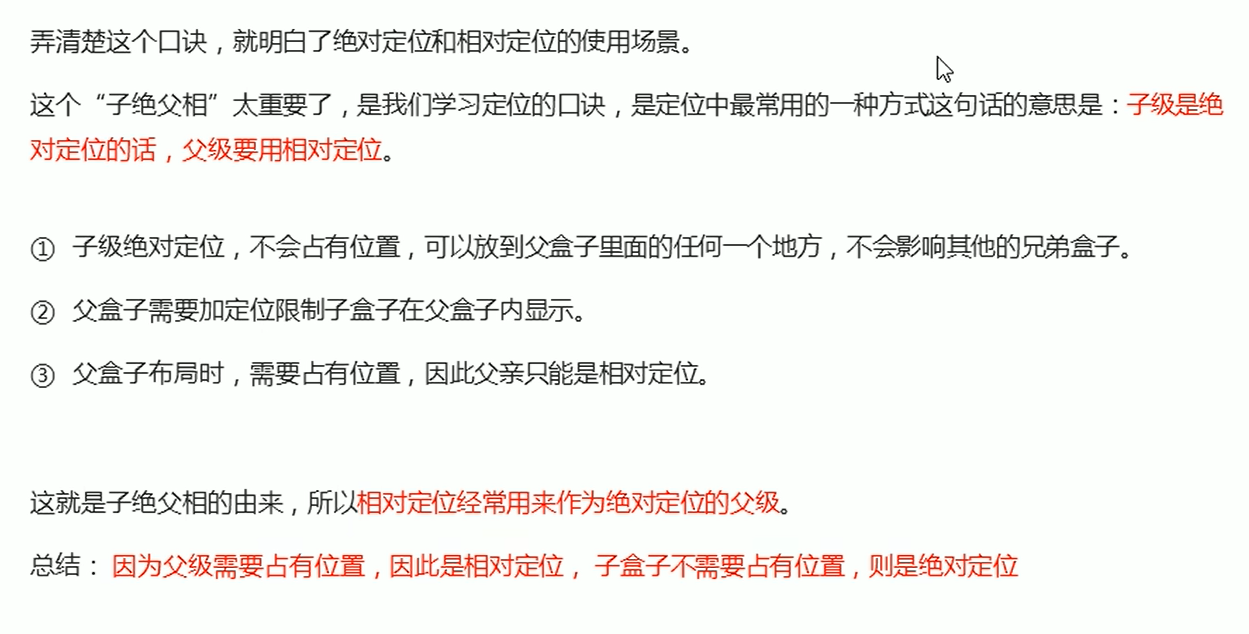 弄清楚这个口诀，就明白了绝对定位和相对定位的使用场景。
这个“子绝父相”太重要了，是我们学习定位的口诀，是定位中最常用的一种方式这句话的意思是：子级是绝
对定位的话，父级要用相对定位。
① 子级绝对定位，不会占有位置，可以放到父盒子里面的任何一个地方，不会影响其他的兄弟盒子。
② 父盒子需要加定位限制子盒子在父盒子内显示。
③ 父盒子布局时，需要占有位置，因此父亲只能是相对定位。
这就是子绝父相的由来，所以相对定位经常用来作为绝对定位的父级。
总结：因为父级需要占有位置，因此是相对定位，子盒子不需要占有位置，则是绝对定位